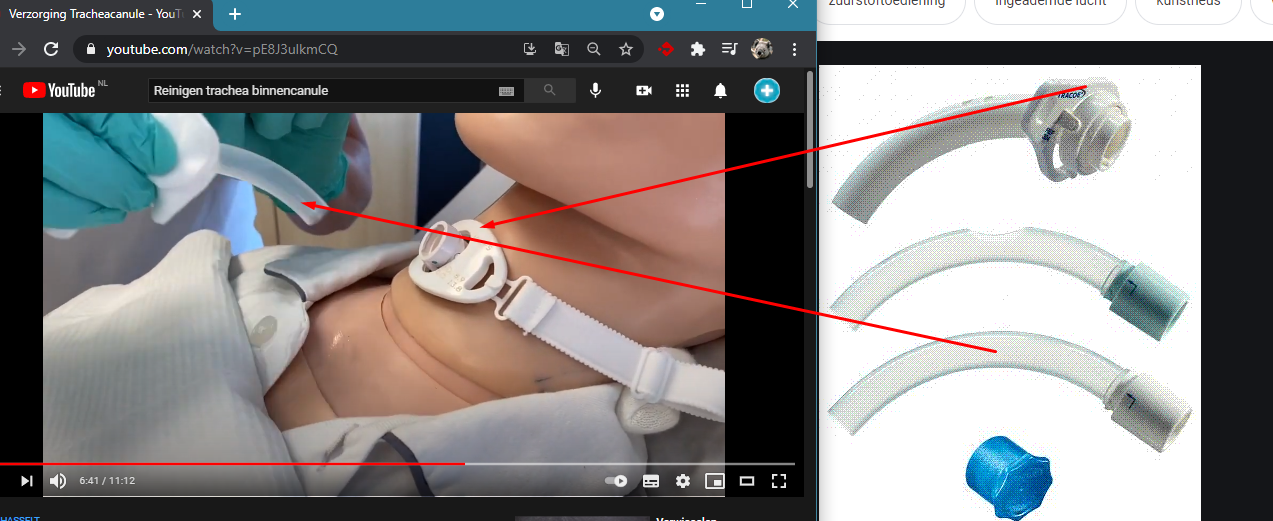 Verzorging Tracheacanule - YouT
zuurstoftoediening
ingeademde lucht
kunstneus
youtube.com/watch?v=pE8J3ulkmCQ
YouTube NL
Reinigen trachea binnencanule
TRACOE
6:41 / 11:12
HASSELT
Verwisselen